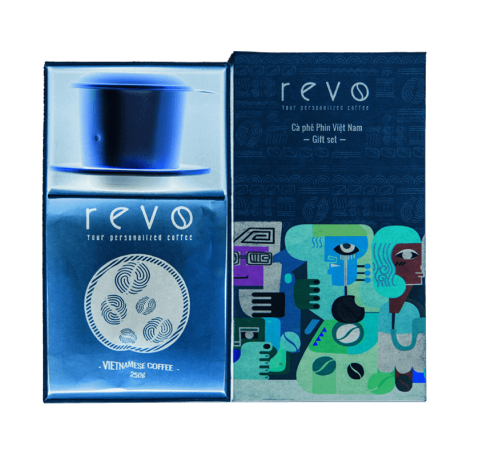 revo
Your personalized coffee
- VIETNAMESE COFFEE -
250g
revo
Your personalized coffee
Cà phê Phin Việt Nam
– Gift set –